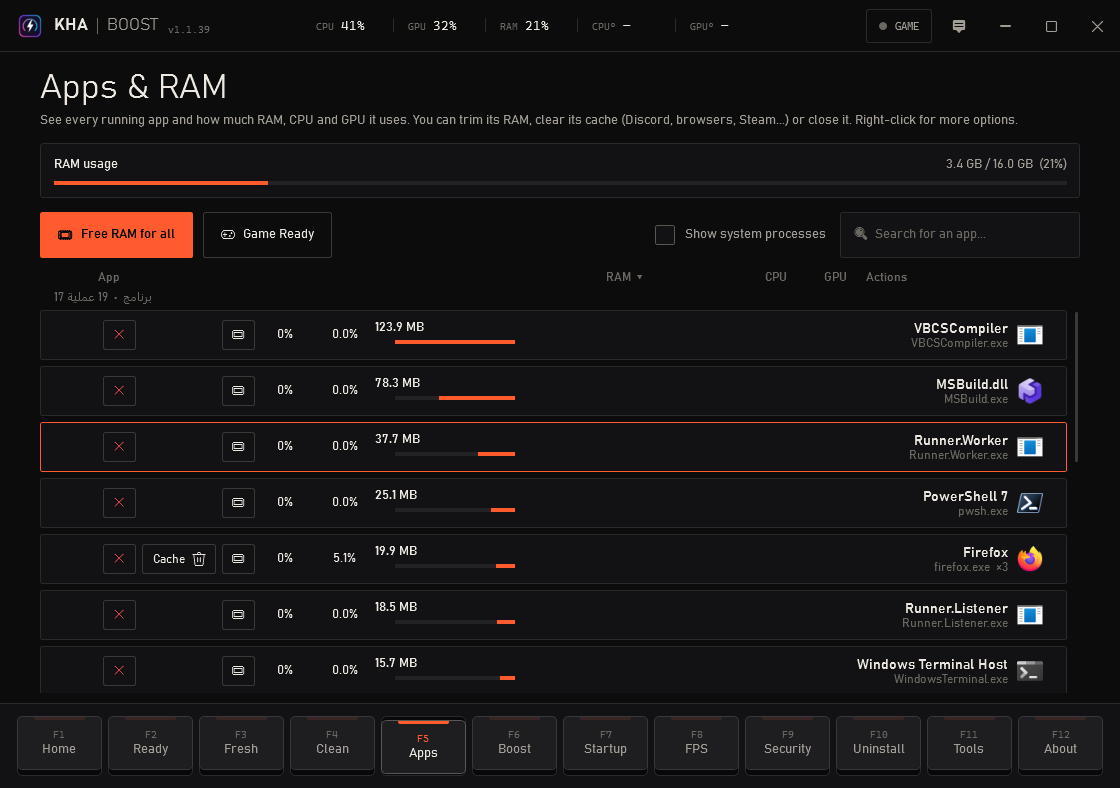 KHA | BOOST v1.1.39
CPU 41% GPU 32% RAM 21% CPU° — GPU° —
GAME
Apps & RAM
See every running app and how much RAM, CPU and GPU it uses. You can trim its RAM, clear its cache (Discord, browsers, Steam...) or close it. Right-click for more options.
RAM usage 3.4 GB / 16.0 GB (21%)
Free RAM for all Game Ready Show system processes Search for an app...
App RAM ▾ CPU GPU Actions
17 برنامج • 19 عملية
0% 0.0% 123.9 MB VBCSCompiler
VBCSCompiler.exe
0% 0.0% 78.3 MB MSBuild.dll
MSBuild.exe
0% 0.0% 37.7 MB Runner.Worker
Runner.Worker.exe
0% 0.0% 25.1 MB PowerShell 7
pwsh.exe
Cache 0% 5.1% 19.9 MB Firefox
firefox.exe ×3
0% 0.0% 18.5 MB Runner.Listener
Runner.Listener.exe
0% 0.0% 15.7 MB Windows Terminal Host
WindowsTerminal.exe
F1 F2 F3 F4 F5 F6 F7 F8 F9 F10 F11 F12
Home Ready Fresh Clean Apps Boost Startup FPS Security Uninstall Tools About